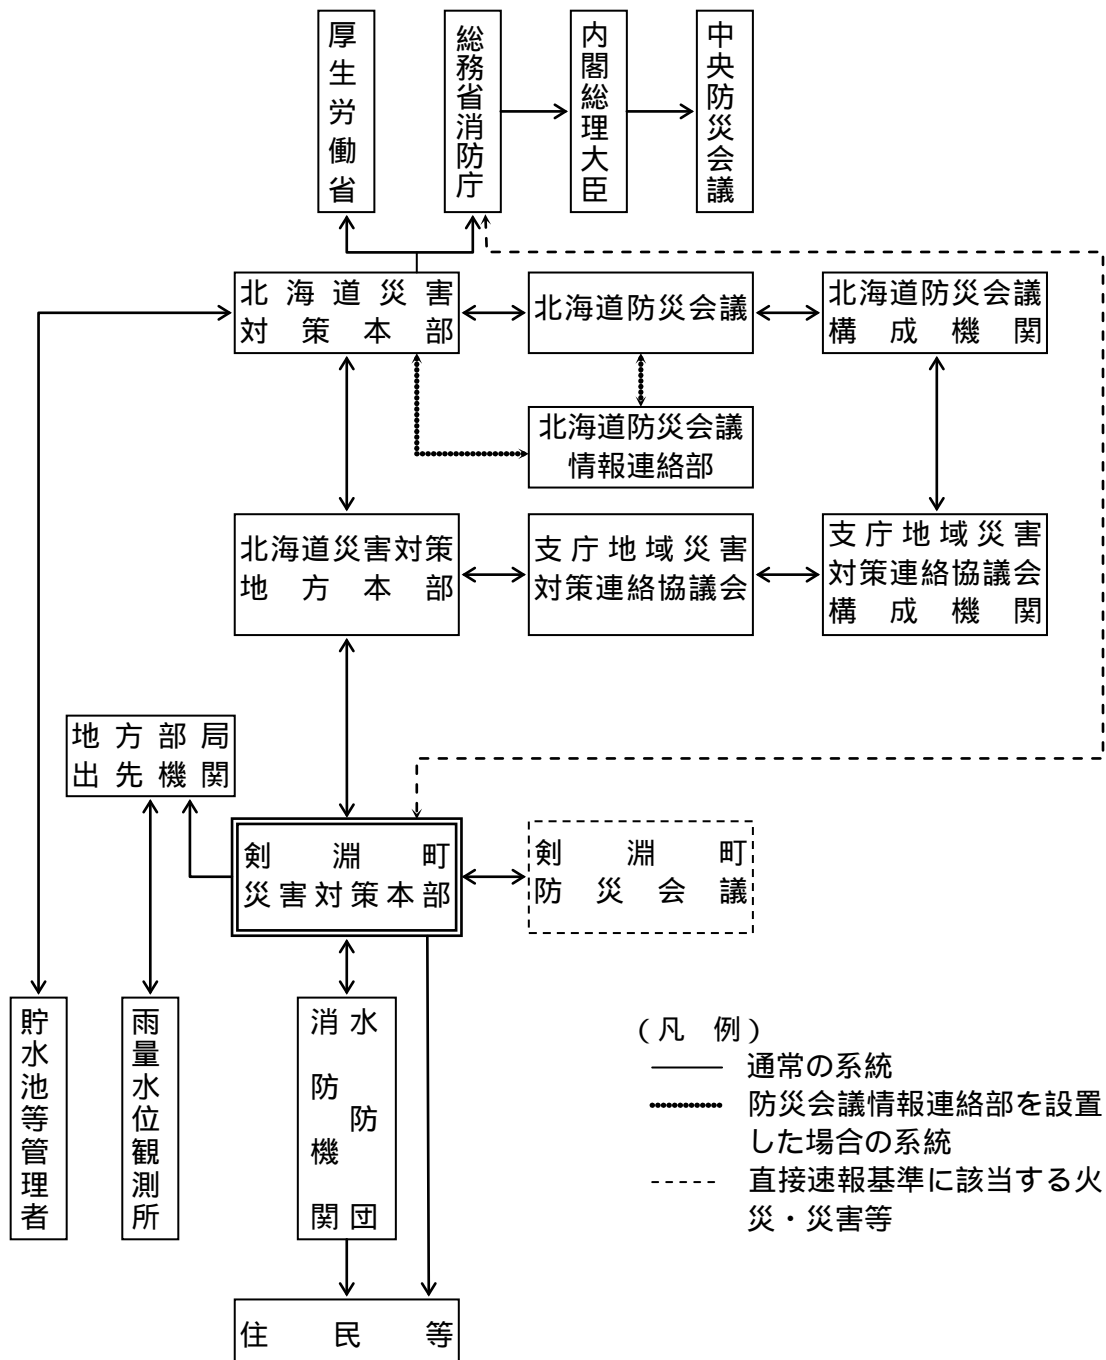 厚生労働省
総務省消防庁
内閣総理大臣
中央防災会議
北海道災害
対策本部
北海道防災会議
北海道防災会議
構成機関
北海道防災会議
情報連絡部
北海道災害対策
地方本部
支庁地域災害
対策連絡協議会
支庁地域災害
対策連絡協議会
構成機関
地方部局
出先機関
剣淵町
災害対策本部
剣淵町
防災会議
貯水池等管理者
雨量水位観測所
消防機関
水防団
住民等
(凡 例)
通常の系統
防災会議情報連絡部を設置
した場合の系統
直接速報基準に該当する火
災・災害等